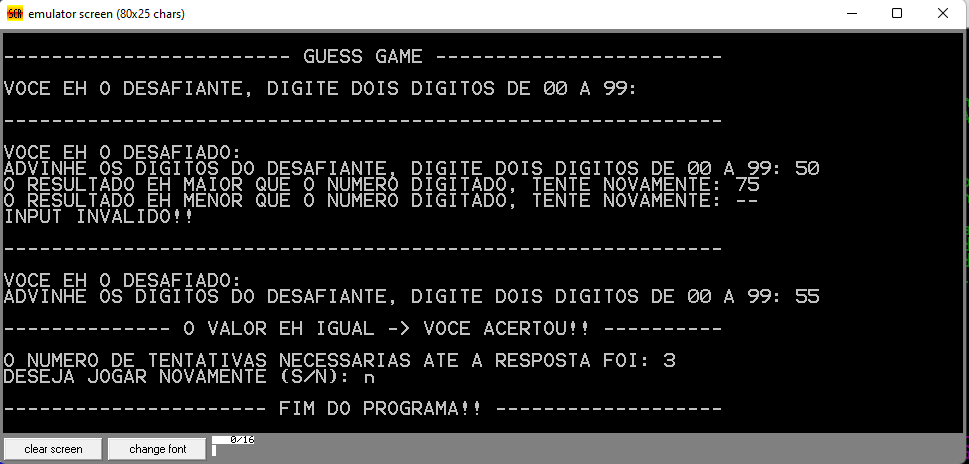 SCR emulator screen (80x25 chars)
------------------------ GUESS GAME ------------------------
VOCE EH O DESAFIANTE, DIGITE DOIS DIGITOS DE 00 A 99:
------------------------------------------------------------
VOCE EH O DESAFIADO:
ADVINHE OS DIGITOS DO DESAFIANTE, DIGITE DOIS DIGITOS DE 00 A 99: 50
O RESULTADO EH MAIOR QUE O NUMERO DIGITADO, TENTE NOVAMENTE: 75
O RESULTADO EH MENOR QUE O NUMERO DIGITADO, TENTE NOVAMENTE: --
INPUT INVALIDO!!
------------------------------------------------------------
VOCE EH O DESAFIADO:
ADVINHE OS DIGITOS DO DESAFIANTE, DIGITE DOIS DIGITOS DE 00 A 99: 55
-------------- O VALOR EH IGUAL -> VOCE ACERTOU!! ----------
O NUMERO DE TENTATIVAS NECESSARIAS ATE A RESPOSTA FOI: 3
DESEJA JOGAR NOVAMENTE (S/N): n
---------------------- FIM DO PROGRAMA!! -------------------
clear screen change font 0/16